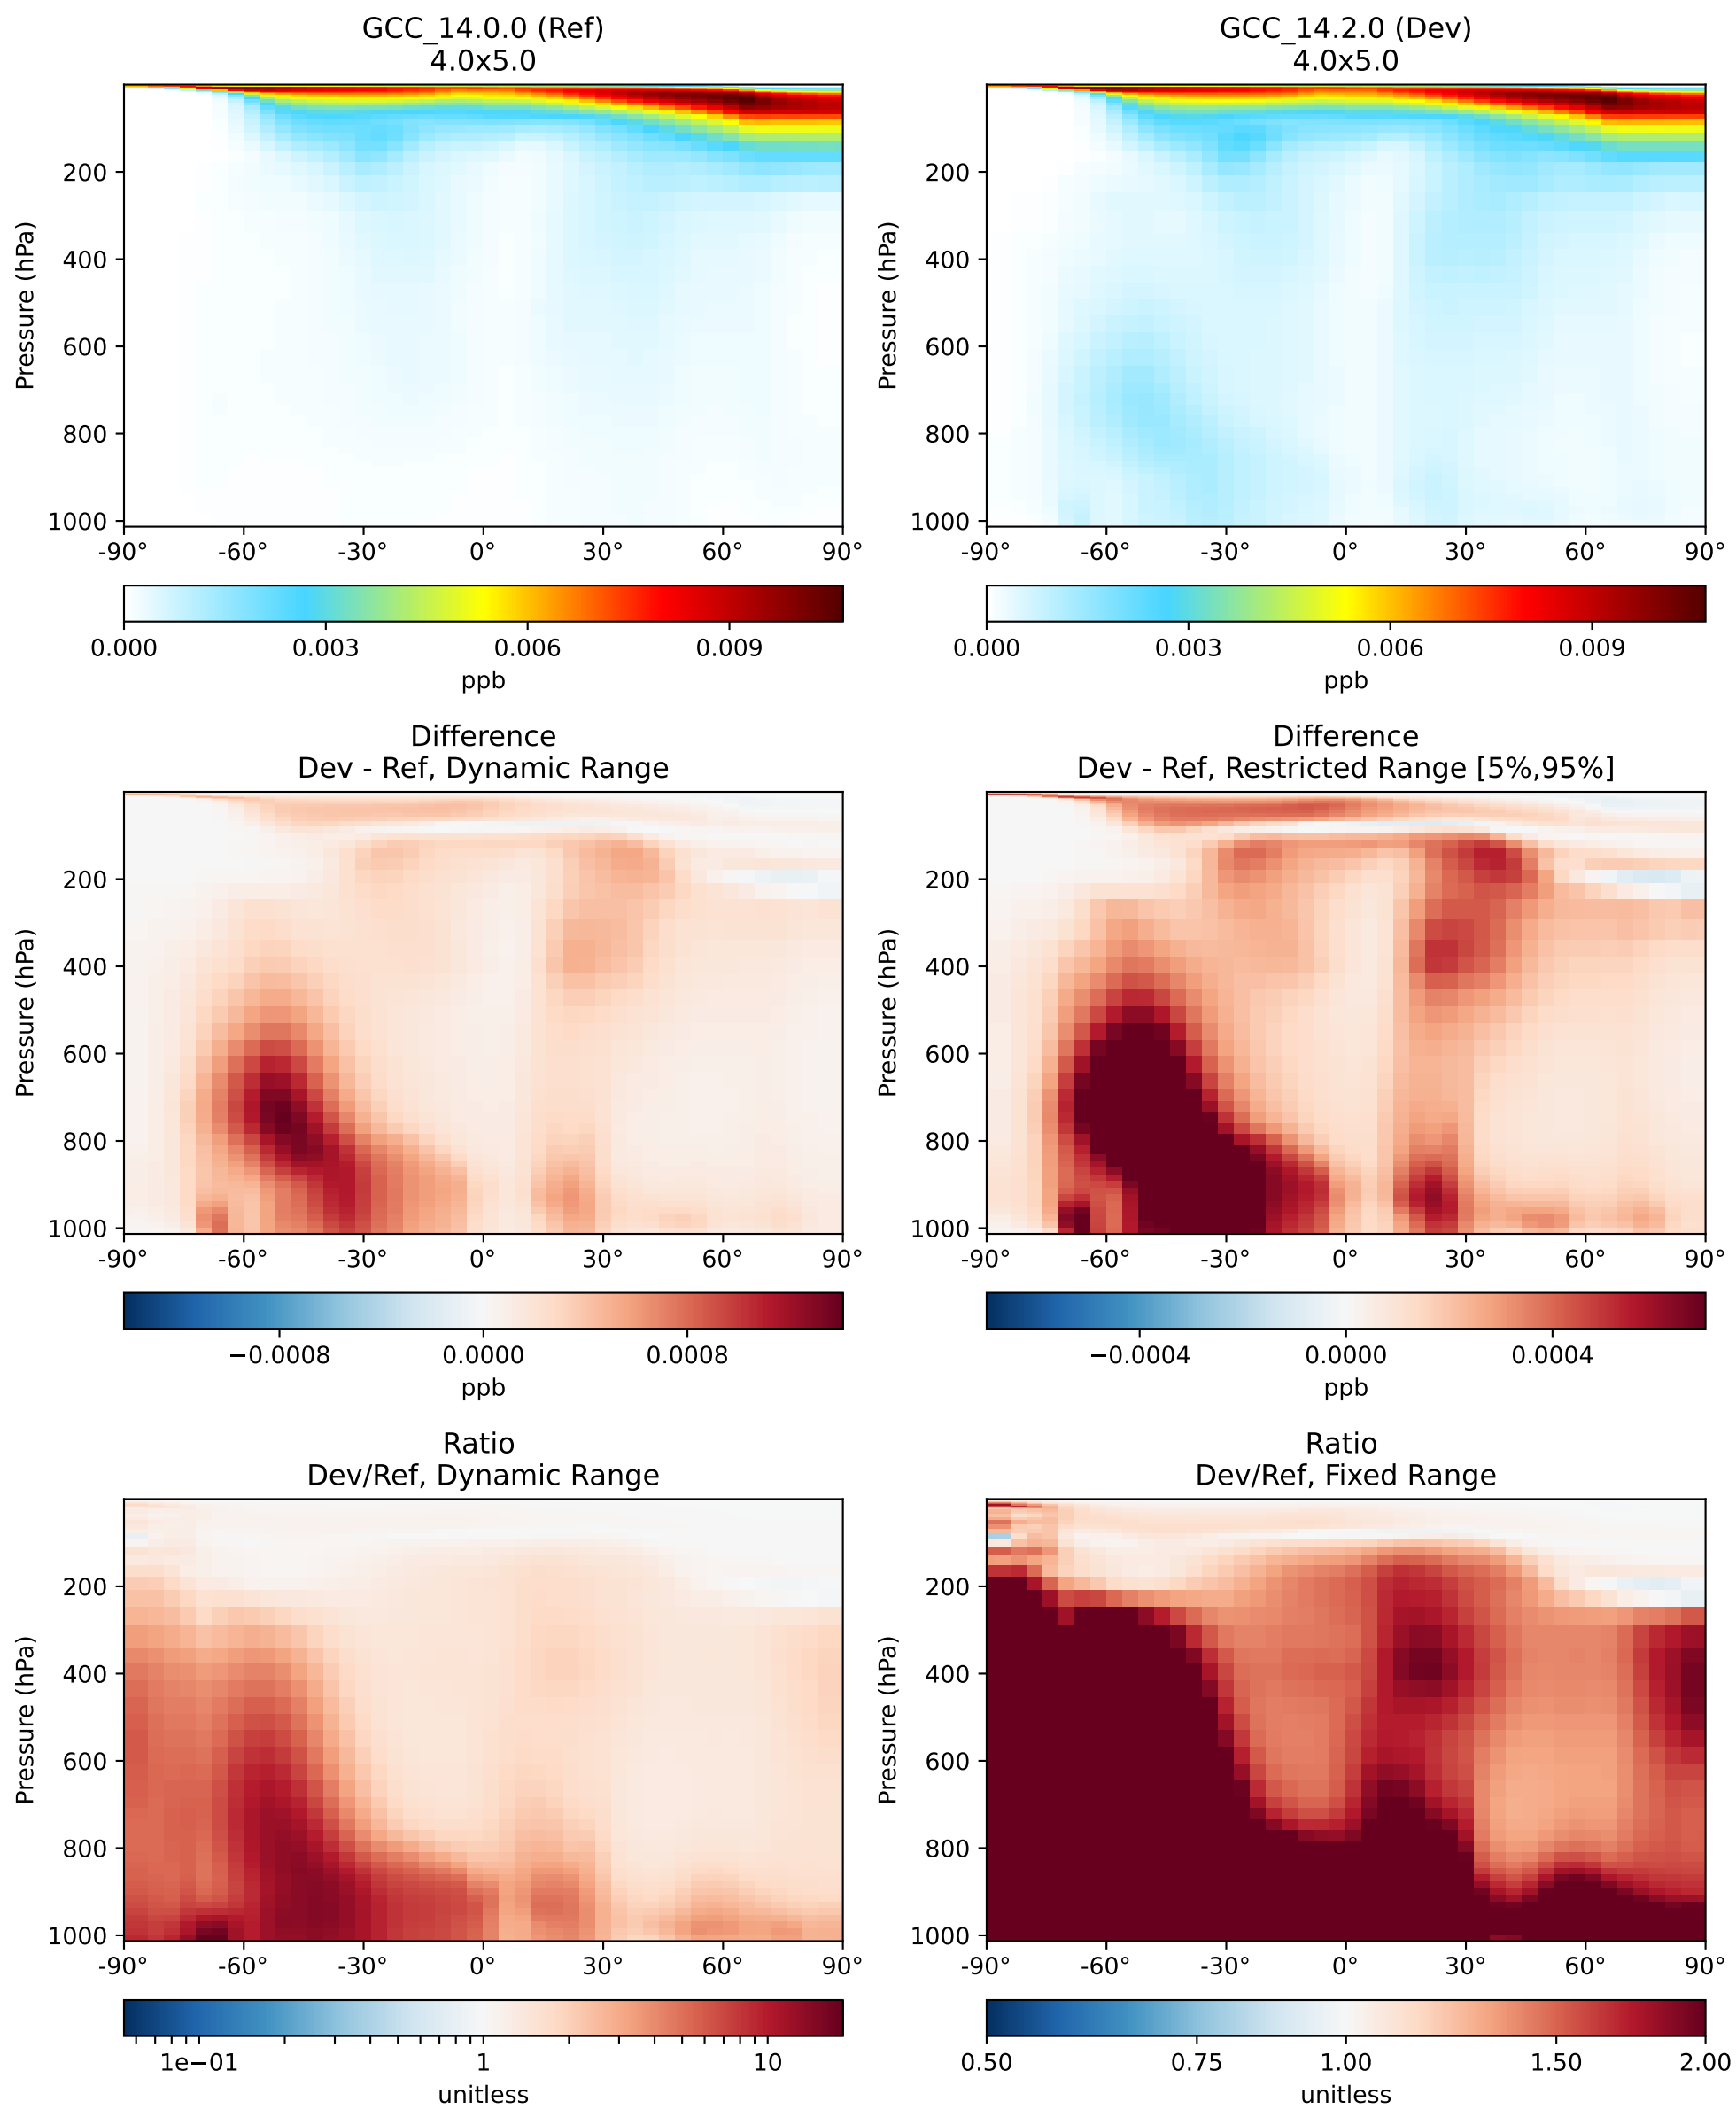 GCC_14.0.0 (Ref)
4.0x5.0
Pressure (hPa)
200
400
600
800
1000
-90° -60° -30° 0° 30° 60° 90°
0.000 0.003 0.006 0.009
ppb
GCC_14.2.0 (Dev)
4.0x5.0
Pressure (hPa)
200
400
600
800
1000
-90° -60° -30° 0° 30° 60° 90°
0.000 0.003 0.006 0.009
ppb
Difference
Dev - Ref, Dynamic Range
Pressure (hPa)
200
400
600
800
1000
-90° -60° -30° 0° 30° 60° 90°
−0.0008 0.0000 0.0008
ppb
Difference
Dev - Ref, Restricted Range [5%,95%]
Pressure (hPa)
200
400
600
800
1000
-90° -60° -30° 0° 30° 60° 90°
−0.0004 0.0000 0.0004
ppb
Ratio
Dev/Ref, Dynamic Range
Pressure (hPa)
200
400
600
800
1000
-90° -60° -30° 0° 30° 60° 90°
1e−01 1 10
unitless
Ratio
Dev/Ref, Fixed Range
Pressure (hPa)
200
400
600
800
1000
-90° -60° -30° 0° 30° 60° 90°
0.50 0.75 1.00 1.50 2.00
unitless